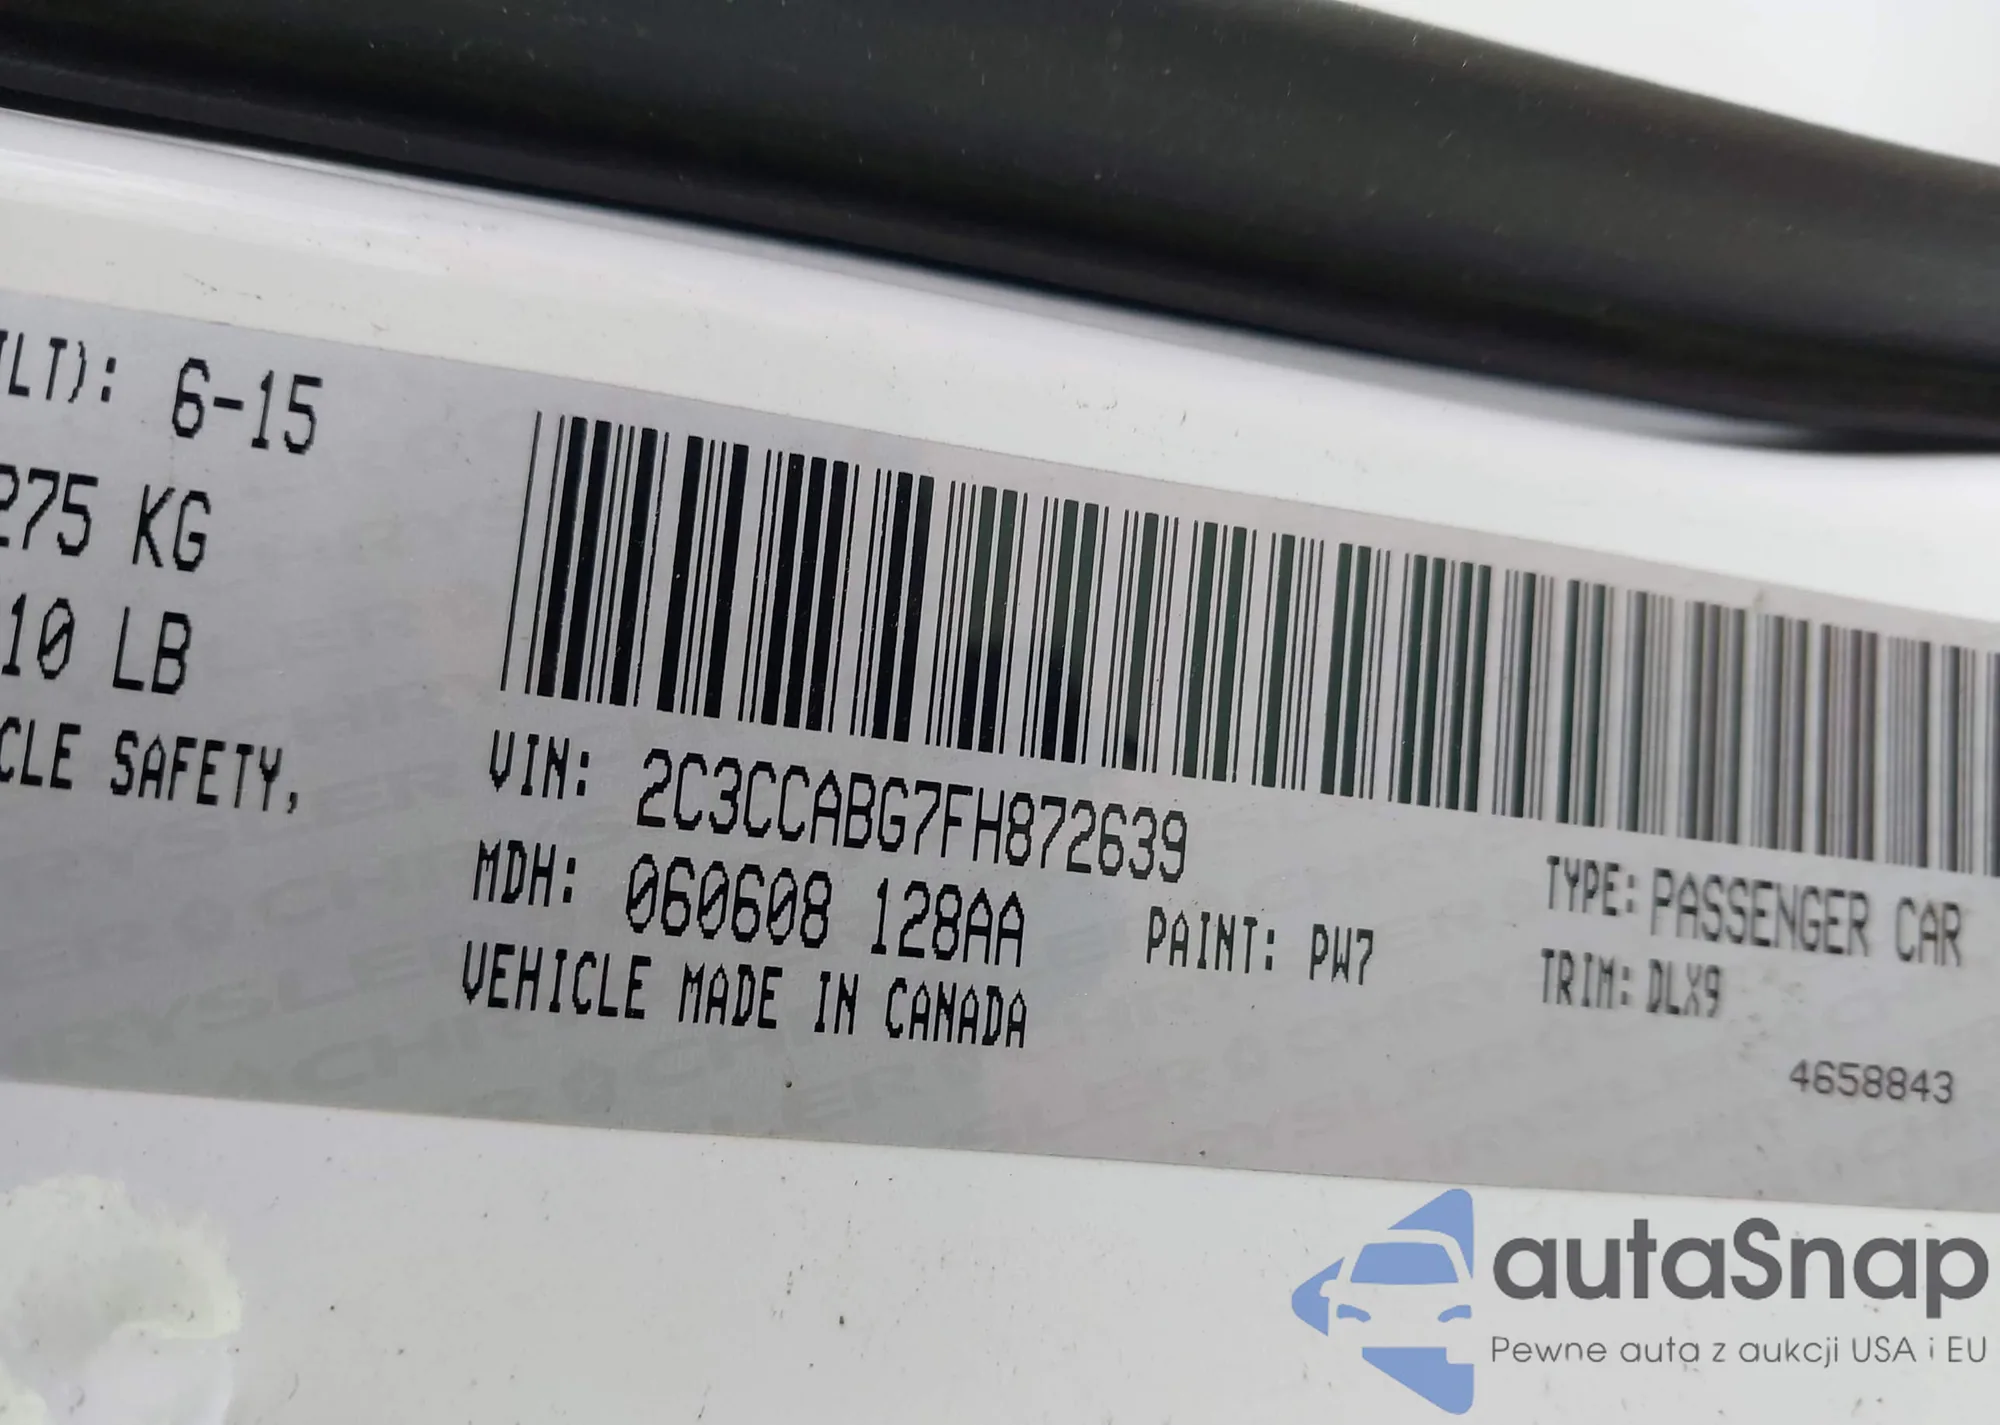 ILT): 6-15
275 KG
10 LB
CLE SAFETY,
VIN: 2C3CCABG7FH872639
MDH: 060608 128AA
PAINT: PW7
VEHICLE MADE IN CANADA
TYPE: PASSENGER CAR
TRIM: DLX9
4658843
autaSnap
Pewne auta z aukcji USA i EU